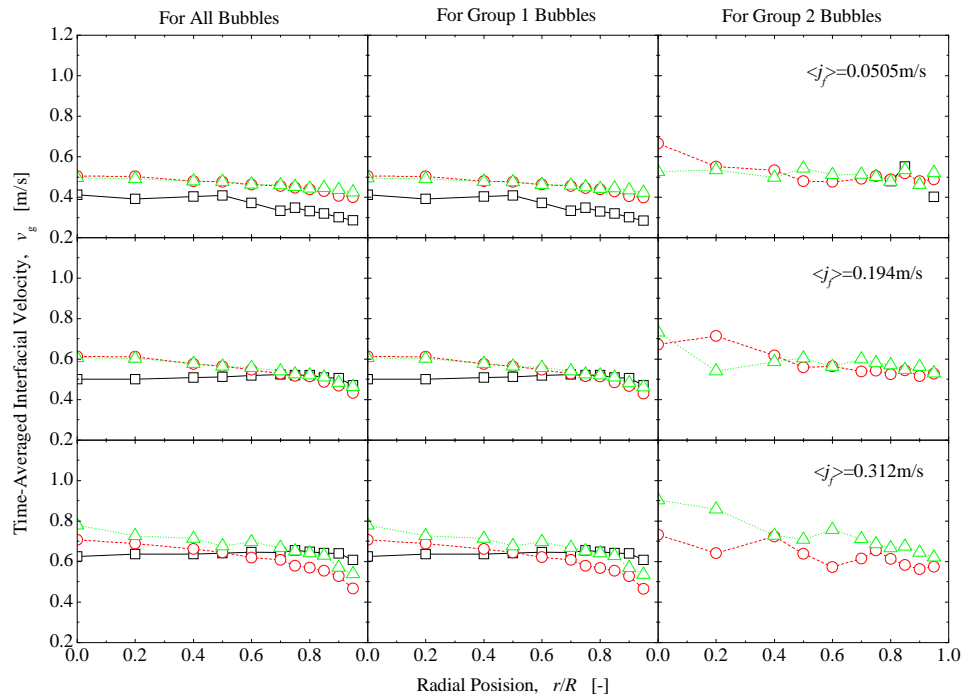 For All Bubbles For Group 1 Bubbles For Group 2 Bubbles
Time-Averaged Interfacial Velocity, v_g [m/s]
1.2
1.0
0.8
0.6
0.4
0.2
<j_f>=0.0505m/s
1.0
0.8
0.6
0.4
0.2
<j_f>=0.194m/s
1.0
0.8
0.6
0.4
0.2
<j_f>=0.312m/s
0.0 0.2 0.4 0.6 0.8 0.0 0.2 0.4 0.6 0.8 0.0 0.2 0.4 0.6 0.8 1.0
Radial Posision, r/R [-]